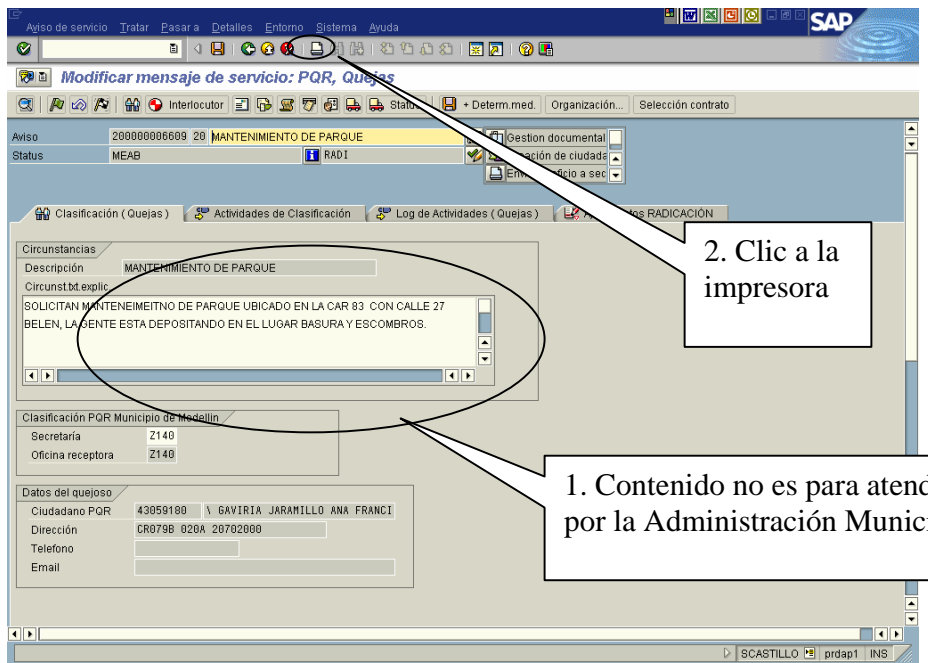 Aviso de servicio Tratar Pasar a Detalles Entorno Sistema Ayuda
SAP
Modificar mensaje de servicio: PQR, Quejas
Interlocutor Status + Determ.med. Organización... Selección contrato
Aviso 200000006609 20 MANTENIMIENTO DE PARQUE Gestion documental
Status MEAB RADI de ciudada
a sec
Clasificación ( Quejas ) Actividades de Clasificación Log de Actividades ( Quejas ) RADICACIÓN
Circunstancias
Descripción MANTENIMIENTO DE PARQUE
Circunst.txt.explic.
SOLICITAN MANTENEIMEITNO DE PARQUE UBICADO EN LA CAR 83 CON CALLE 27
BELEN, LA GENTE ESTA DEPOSITANDO EN EL LUGAR BASURA Y ESCOMBROS.
2. Clic a la
impresora
Clasificación PQR Municipio de Medellin
Secretaría Z140
Oficina receptora Z140
1. Contenido no es para atend
por la Administración Munici
Datos del quejoso
Ciudadano PQR 43059180 \ GAVIRIA JARAMILLO ANA FRANCI
Dirección CR079B 020A 20702000
Telefono
Email
SCASTILLO prdap1 INS